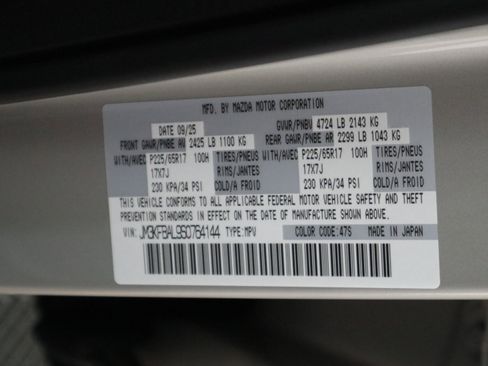 MFD. BY MAZDA MOTOR CORPORATION
DATE 09/25 GVWR/PNBV 4724 LB 2143 KG
FRONT GAWR/PNBE AV 2425 LB 1100 KG REAR GAWR/PNBE AR 2299 LB 1043 KG
WITH/AVEC P225/65R17 100H TIRES/PNEUS WITH/AVEC P225/65R17 100H TIRES/PNEUS
17X7J RIMS/JANTES 17X7J RIMS/JANTES
230 KPA/34 PSI COLD/A FROID 230 KPA/34 PSI COLD/A FROID
THIS VEHICLE CONFORMS TO ALL APPLICABLE FEDERAL MOTOR VEHICLE SAFETY AND THEFT
PREVENTION STANDARDS IN EFFECT ON THE DATE OF MANUFACTURE SHOWN ABOVE.
VIN: JM3KFBAL9S0764144 TYPE: MPV COLOR CODE: 47S MADE IN JAPAN